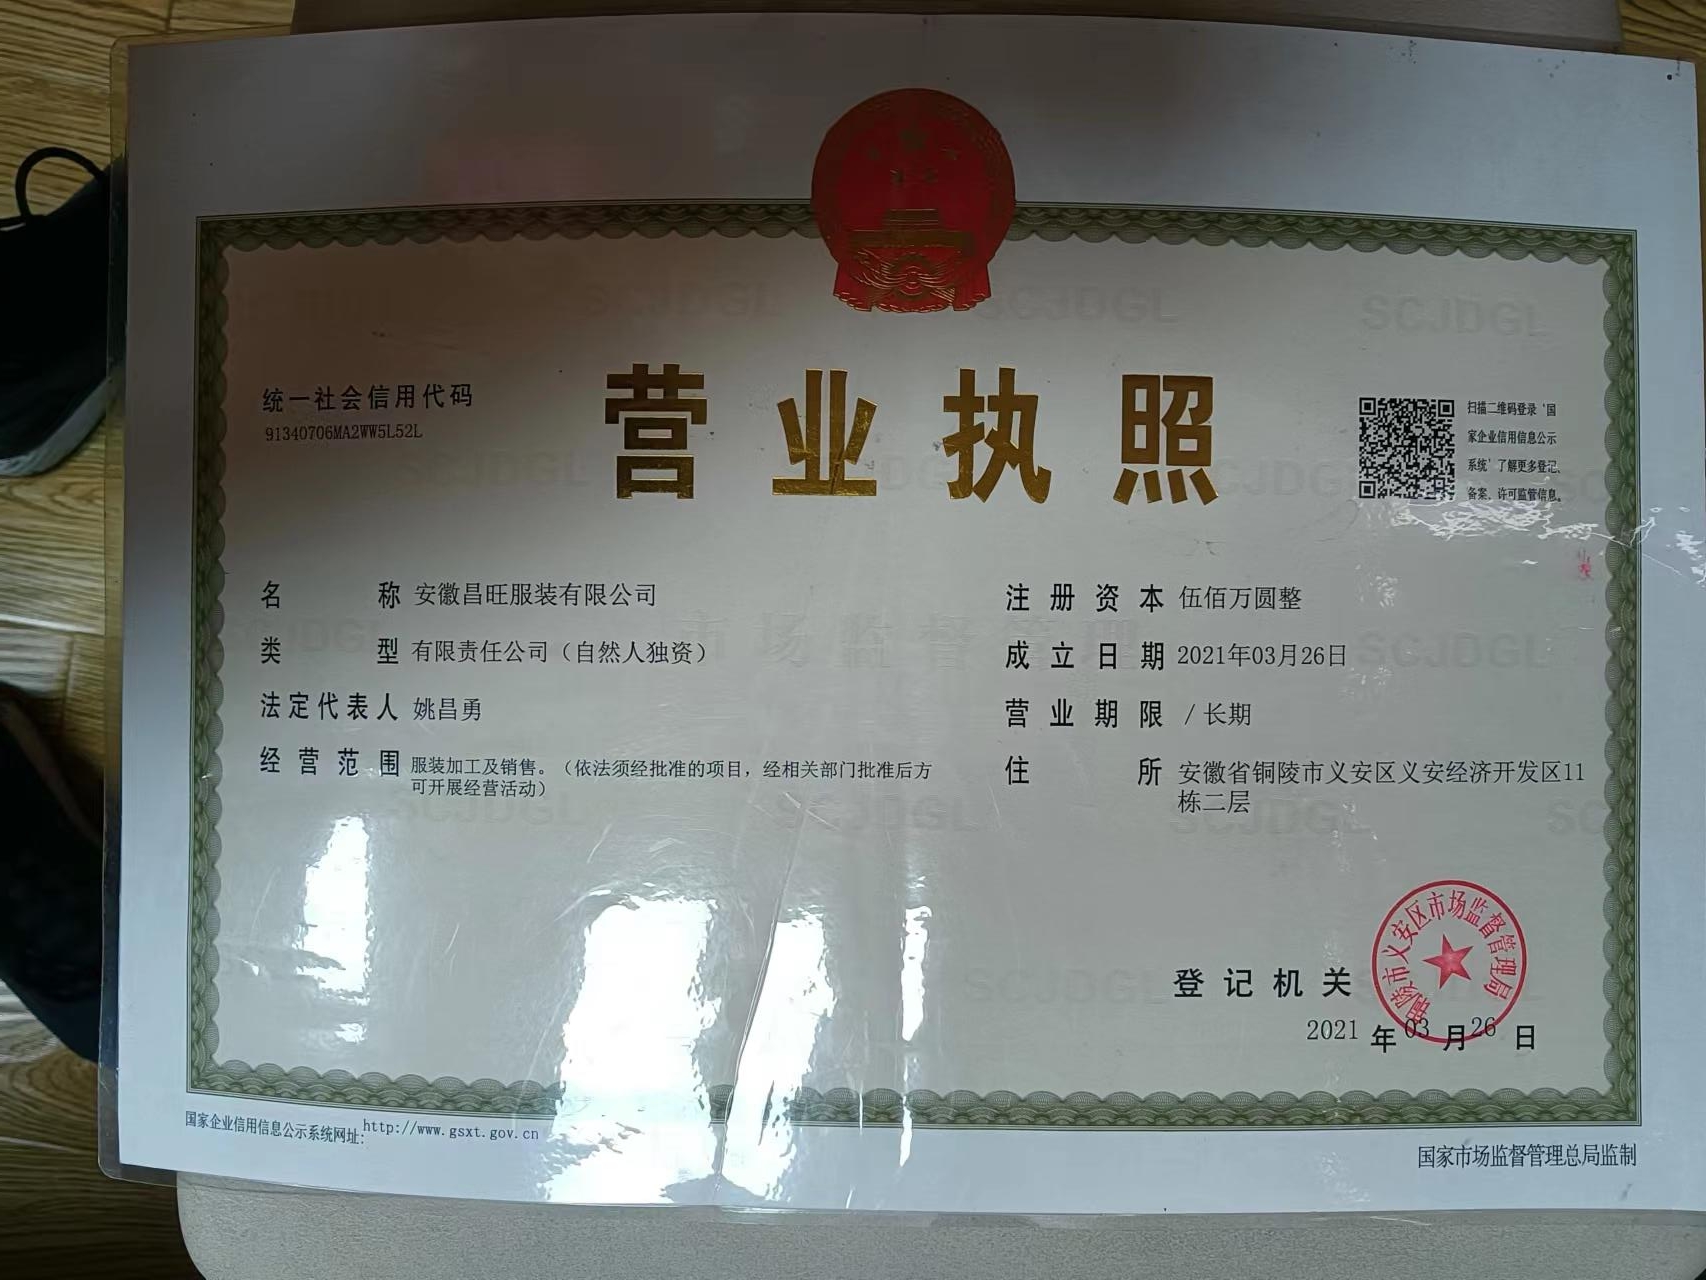 营业执照
统一社会信用代码
91340706MA2WW5L52L
扫描二维码登录‘国
家企业信用信息公示
系统’了解更多登记、
备案、许可监管信息。
名称 安徽昌旺服装有限公司
类型 有限责任公司（自然人独资）
法定代表人 姚昌勇
经营范围 服装加工及销售。（依法须经批准的项目，经相关部门批准后方
可开展经营活动）
注册资本 伍佰万圆整
成立日期 2021年03月26日
营业期限 / 长期
住所 安徽省铜陵市义安区义安经济开发区11
栋二层
登记机关
铜陵市义安区市场监督管理局
2021 年 03 月 26 日
国家企业信用信息公示系统网址：http://www.gsxt.gov.cn
国家市场监督管理总局监制
SCJDGL
市场监督管理